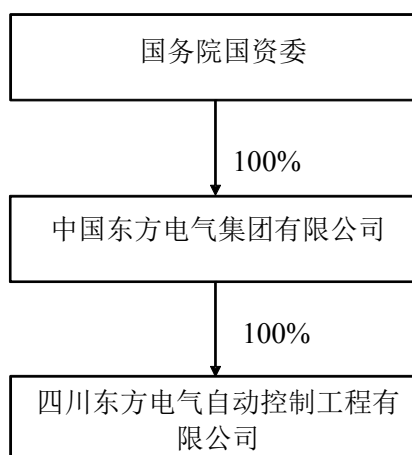 国务院国资委
100%
中国东方电气集团有限公司
100%
四川东方电气自动控制工程有
限公司